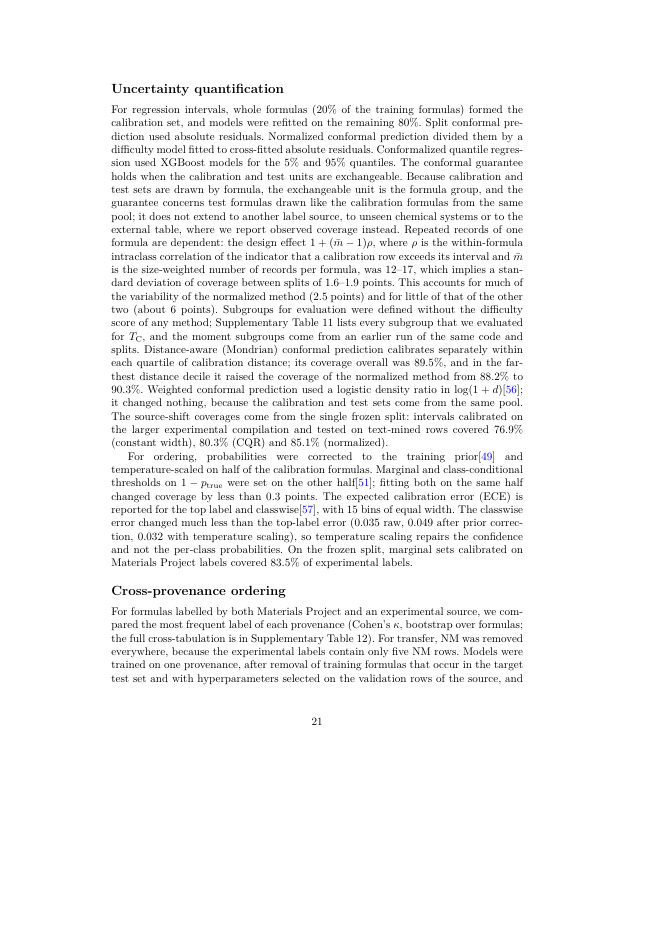 Uncertainty quantification
For regression intervals, whole formulas (20% of the training formulas) formed the
calibration set, and models were refitted on the remaining 80%. Split conformal pre-
diction used absolute residuals. Normalized conformal prediction divided them by a
difficulty model fitted to cross-fitted absolute residuals. Conformalized quantile regres-
sion used XGBoost models for the 5% and 95% quantiles. The conformal guarantee
holds when the calibration and test units are exchangeable. Because calibration and
test sets are drawn by formula, the exchangeable unit is the formula group, and the
guarantee concerns test formulas drawn like the calibration formulas from the same
pool; it does not extend to another label source, to unseen chemical systems or to the
external table, where we report observed coverage instead. Repeated records of one
formula are dependent: the design effect 1 + (m̄ − 1)ρ, where ρ is the within-formula
intraclass correlation of the indicator that a calibration row exceeds its interval and m̄
is the size-weighted number of records per formula, was 12–17, which implies a stan-
dard deviation of coverage between splits of 1.6–1.9 points. This accounts for much of
the variability of the normalized method (2.5 points) and for little of that of the other
two (about 6 points). Subgroups for evaluation were defined without the difficulty
score of any method; Supplementary Table 11 lists every subgroup that we evaluated
for T_C, and the moment subgroups come from an earlier run of the same code and
splits. Distance-aware (Mondrian) conformal prediction calibrates separately within
each quartile of calibration distance; its coverage overall was 89.5%, and in the far-
thest distance decile it raised the coverage of the normalized method from 88.2% to
90.3%. Weighted conformal prediction used a logistic density ratio in log(1 + d)[56];
it changed nothing, because the calibration and test sets come from the same pool.
The source-shift coverages come from the single frozen split: intervals calibrated on
the larger experimental compilation and tested on text-mined rows covered 76.9%
(constant width), 80.3% (CQR) and 85.1% (normalized).
For ordering, probabilities were corrected to the training prior[49] and
temperature-scaled on half of the calibration formulas. Marginal and class-conditional
thresholds on 1 − p_true were set on the other half[51]; fitting both on the same half
changed coverage by less than 0.3 points. The expected calibration error (ECE) is
reported for the top label and classwise[57], with 15 bins of equal width. The classwise
error changed much less than the top-label error (0.035 raw, 0.049 after prior correc-
tion, 0.032 with temperature scaling), so temperature scaling repairs the confidence
and not the per-class probabilities. On the frozen split, marginal sets calibrated on
Materials Project labels covered 83.5% of experimental labels.
Cross-provenance ordering
For formulas labelled by both Materials Project and an experimental source, we com-
pared the most frequent label of each provenance (Cohen's κ, bootstrap over formulas;
the full cross-tabulation is in Supplementary Table 12). For transfer, NM was removed
everywhere, because the experimental labels contain only five NM rows. Models were
trained on one provenance, after removal of training formulas that occur in the target
test set and with hyperparameters selected on the validation rows of the source, and
21